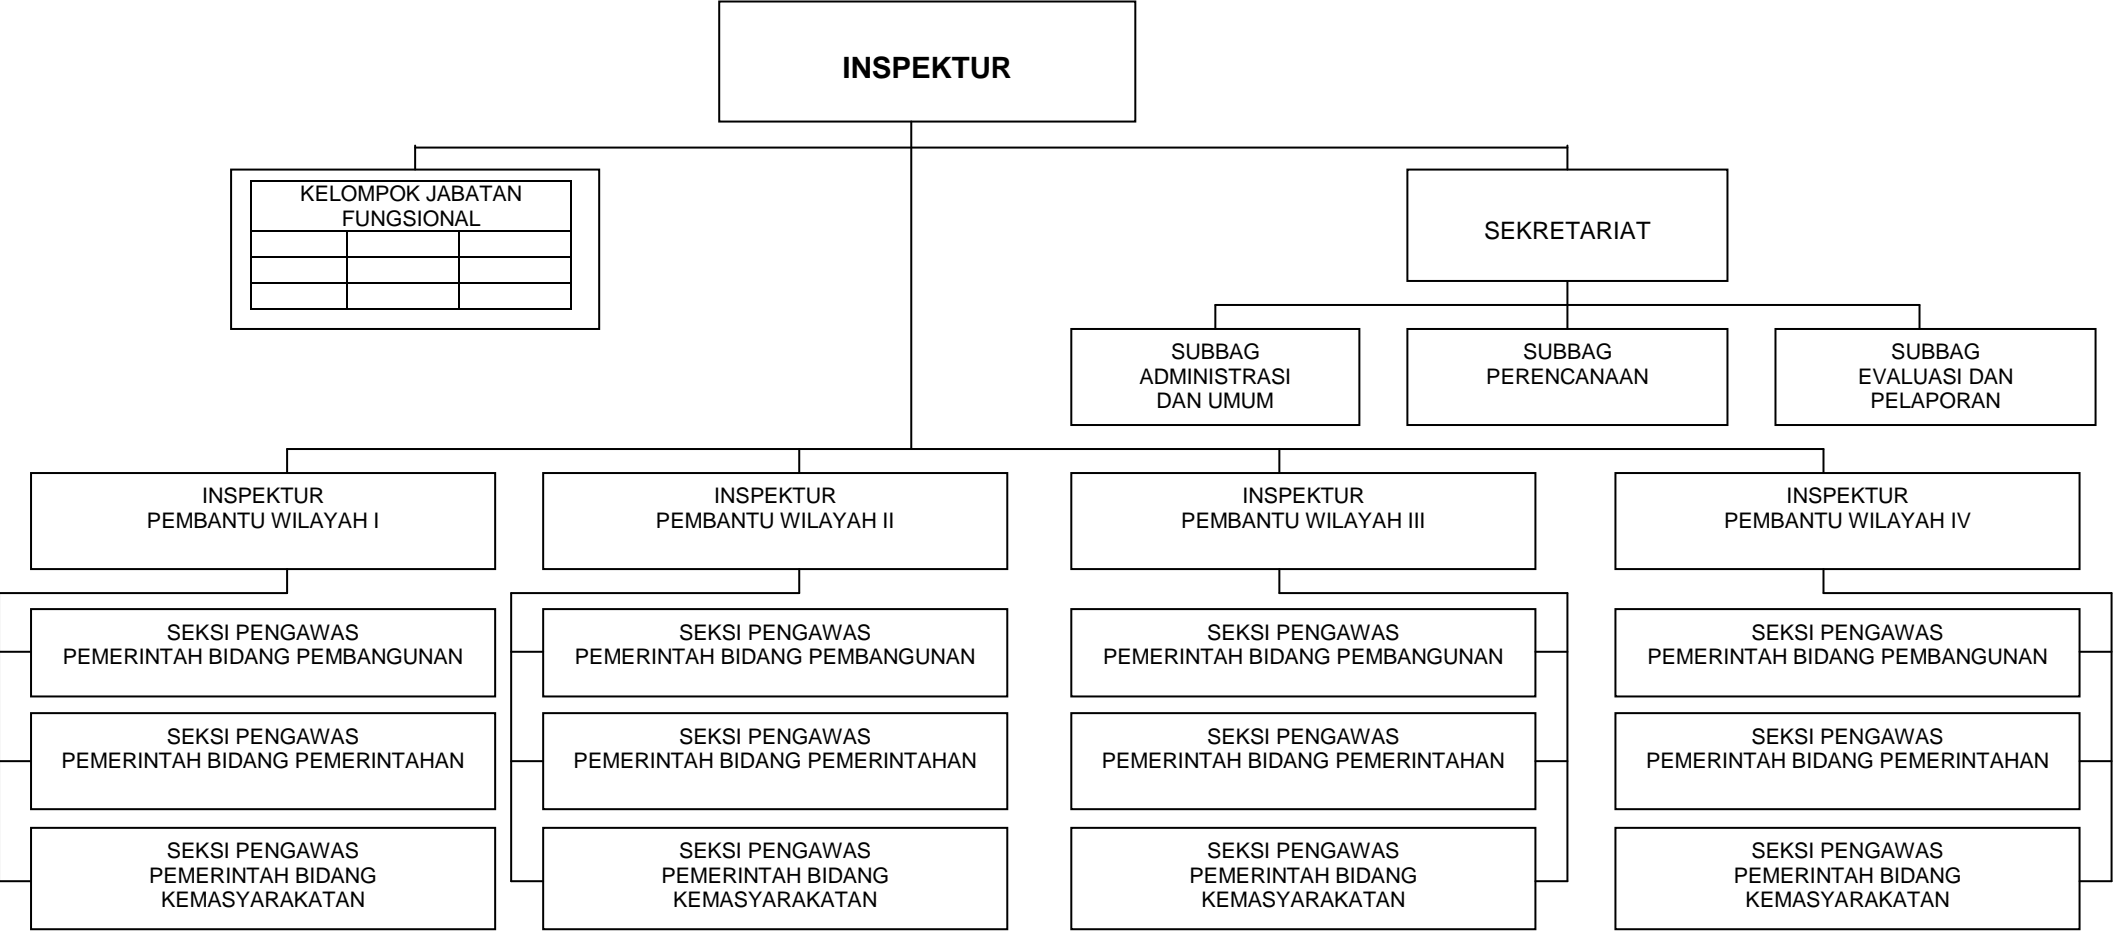 INSPEKTUR
KELOMPOK JABATAN
FUNGSIONAL
SEKRETARIAT
SUBBAG
ADMINISTRASI
DAN UMUM
SUBBAG
PERENCANAAN
SUBBAG
EVALUASI DAN
PELAPORAN
INSPEKTUR
PEMBANTU WILAYAH I
INSPEKTUR
PEMBANTU WILAYAH II
INSPEKTUR
PEMBANTU WILAYAH III
INSPEKTUR
PEMBANTU WILAYAH IV
SEKSI PENGAWAS
PEMERINTAH BIDANG PEMBANGUNAN
SEKSI PENGAWAS
PEMERINTAH BIDANG PEMBANGUNAN
SEKSI PENGAWAS
PEMERINTAH BIDANG PEMBANGUNAN
SEKSI PENGAWAS
PEMERINTAH BIDANG PEMBANGUNAN
SEKSI PENGAWAS
PEMERINTAH BIDANG PEMERINTAHAN
SEKSI PENGAWAS
PEMERINTAH BIDANG PEMERINTAHAN
SEKSI PENGAWAS
PEMERINTAH BIDANG PEMERINTAHAN
SEKSI PENGAWAS
PEMERINTAH BIDANG PEMERINTAHAN
SEKSI PENGAWAS
PEMERINTAH BIDANG
KEMASYARAKATAN
SEKSI PENGAWAS
PEMERINTAH BIDANG
KEMASYARAKATAN
SEKSI PENGAWAS
PEMERINTAH BIDANG
KEMASYARAKATAN
SEKSI PENGAWAS
PEMERINTAH BIDANG
KEMASYARAKATAN